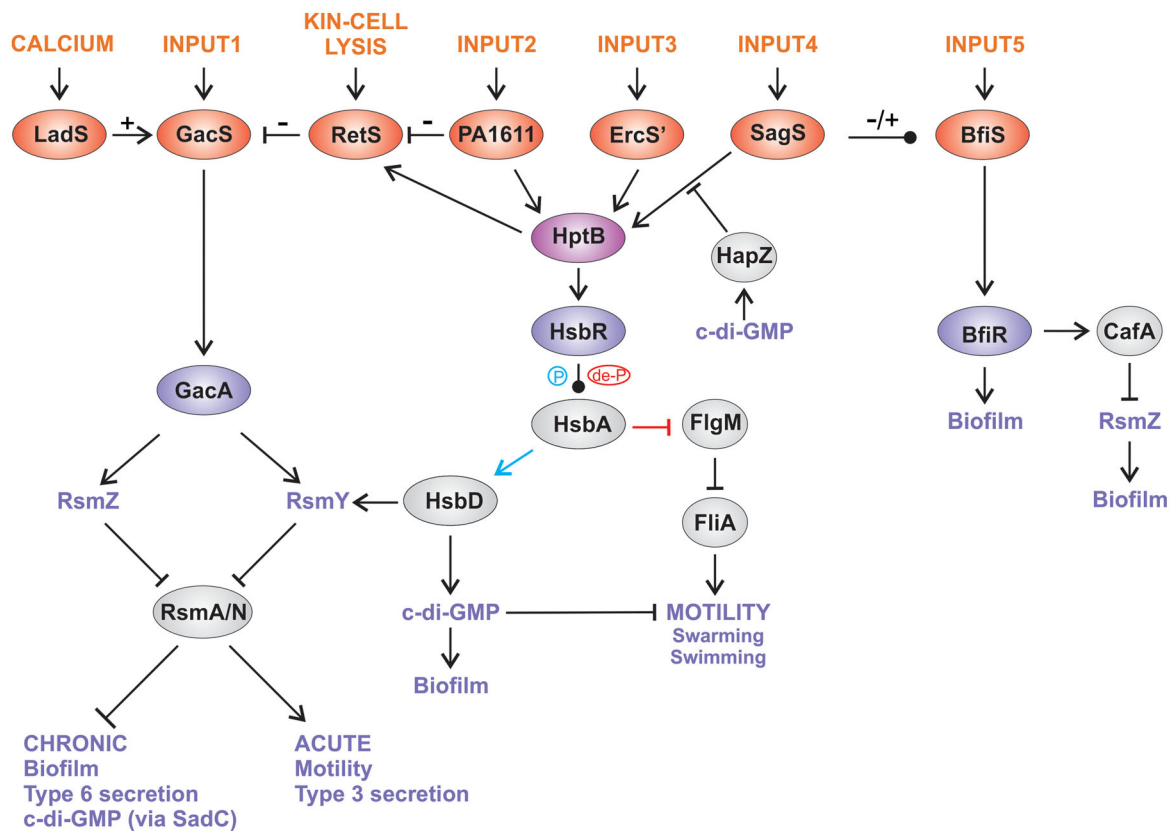 KIN-CELL
LYSIS
CALCIUM
INPUT1
INPUT2
INPUT3
INPUT4
INPUT5
LadS
+
GacS
-
RetS
-
PA1611
ErcS’
SagS
-/+
BfiS
HptB
HapZ
c-di-GMP
HsbR
BfiR
CafA
P
de-P
GacA
HsbA
FlgM
Biofilm
RsmZ
RsmZ
RsmY
HsbD
FliA
Biofilm
RsmA/N
c-di-GMP
MOTILITY
Swarming
Swimming
Biofilm
CHRONIC
Biofilm
Type 6 secretion
c-di-GMP (via SadC)
ACUTE
Motility
Type 3 secretion